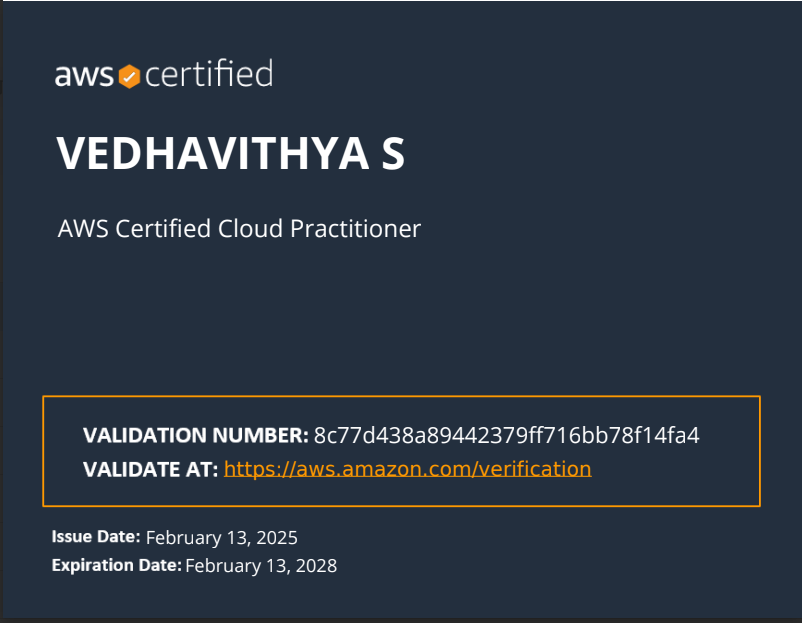 aws certified
VEDHAVITHYA S
AWS Certified Cloud Practitioner
VALIDATION NUMBER: 8c77d438a89442379ff716bb78f14fa4
VALIDATE AT: https://aws.amazon.com/verification
Issue Date: February 13, 2025
Expiration Date: February 13, 2028